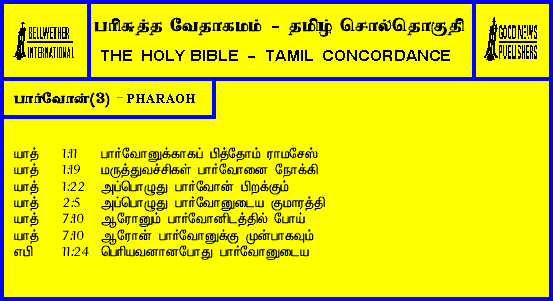 BELLWETHER
INTERNATIONAL
பரிசுத்த வேதாகமம் - தமிழ் சொல்தொகுதி
THE HOLY BIBLE - TAMIL CONCORDANCE
GOOD NEWS
PUBLISHERS
பார்வோன்(3) - PHARAOH
யாத் 1:11 பார்வோனுக்காகப் பித்தோம் ராமசேஸ்
யாத் 1:19 மருத்துவச்சிகள் பார்வோனை நோக்கி
யாத் 1:22 அப்பொழுது பார்வோன் பிறக்கும்
யாத் 2:5 அப்பொழுது பார்வோனுடைய குமாரத்தி
யாத் 7:10 ஆரோனும் பார்வோனிடத்தில் போய்
யாத் 7:10 ஆரோன் பார்வோனுக்கு முன்பாகவும்
எபி 11:24 பெரியவனானபோது பார்வோனுடைய